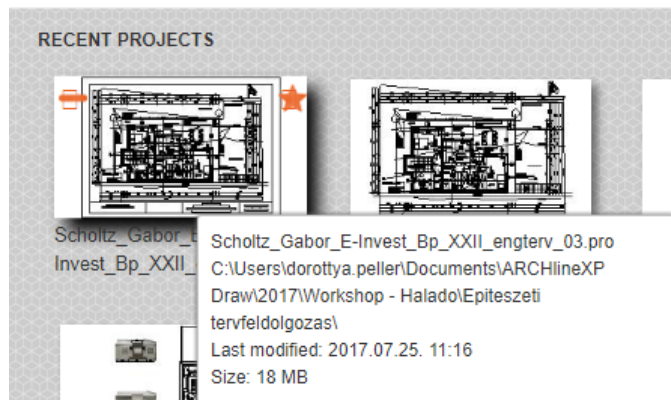 RECENT PROJECTS
Scholtz_Gabor_E
Invest_Bp_XXII_
Scholtz_Gabor_E-Invest_Bp_XXII_engterv_03.pro
C:\Users\dorottya.peller\Documents\ARCHlineXP
Draw\2017\Workshop - Halado\Epiteszeti
tervfeldolgozas\
Last modified: 2017.07.25. 11:16
Size: 18 MB